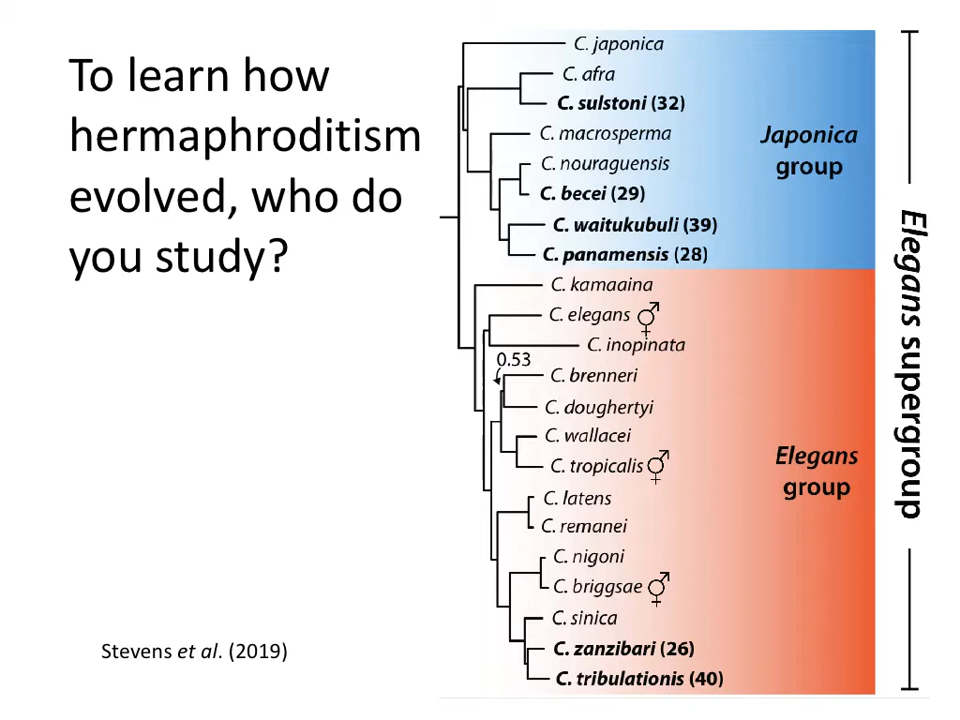 To learn how
hermaphroditism
evolved, who do
you study?
Stevens et al. (2019)
C. japonica
C. afra
C. sulstoni (32)
C. macrosperma
C. nouraguensis
C. becei (29)
C. waitukubuli (39)
C. panamensis (28)
C. kamaaina
C. elegans ⚥
C. inopinata
0.53
C. brenneri
C. doughertyi
C. wallacei
C. tropicalis ⚥
C. latens
C. remanei
C. nigoni
C. briggsae ⚥
C. sinica
C. zanzibari (26)
C. tribulationis (40)
Japonica
group
Elegans
group
Elegans supergroup